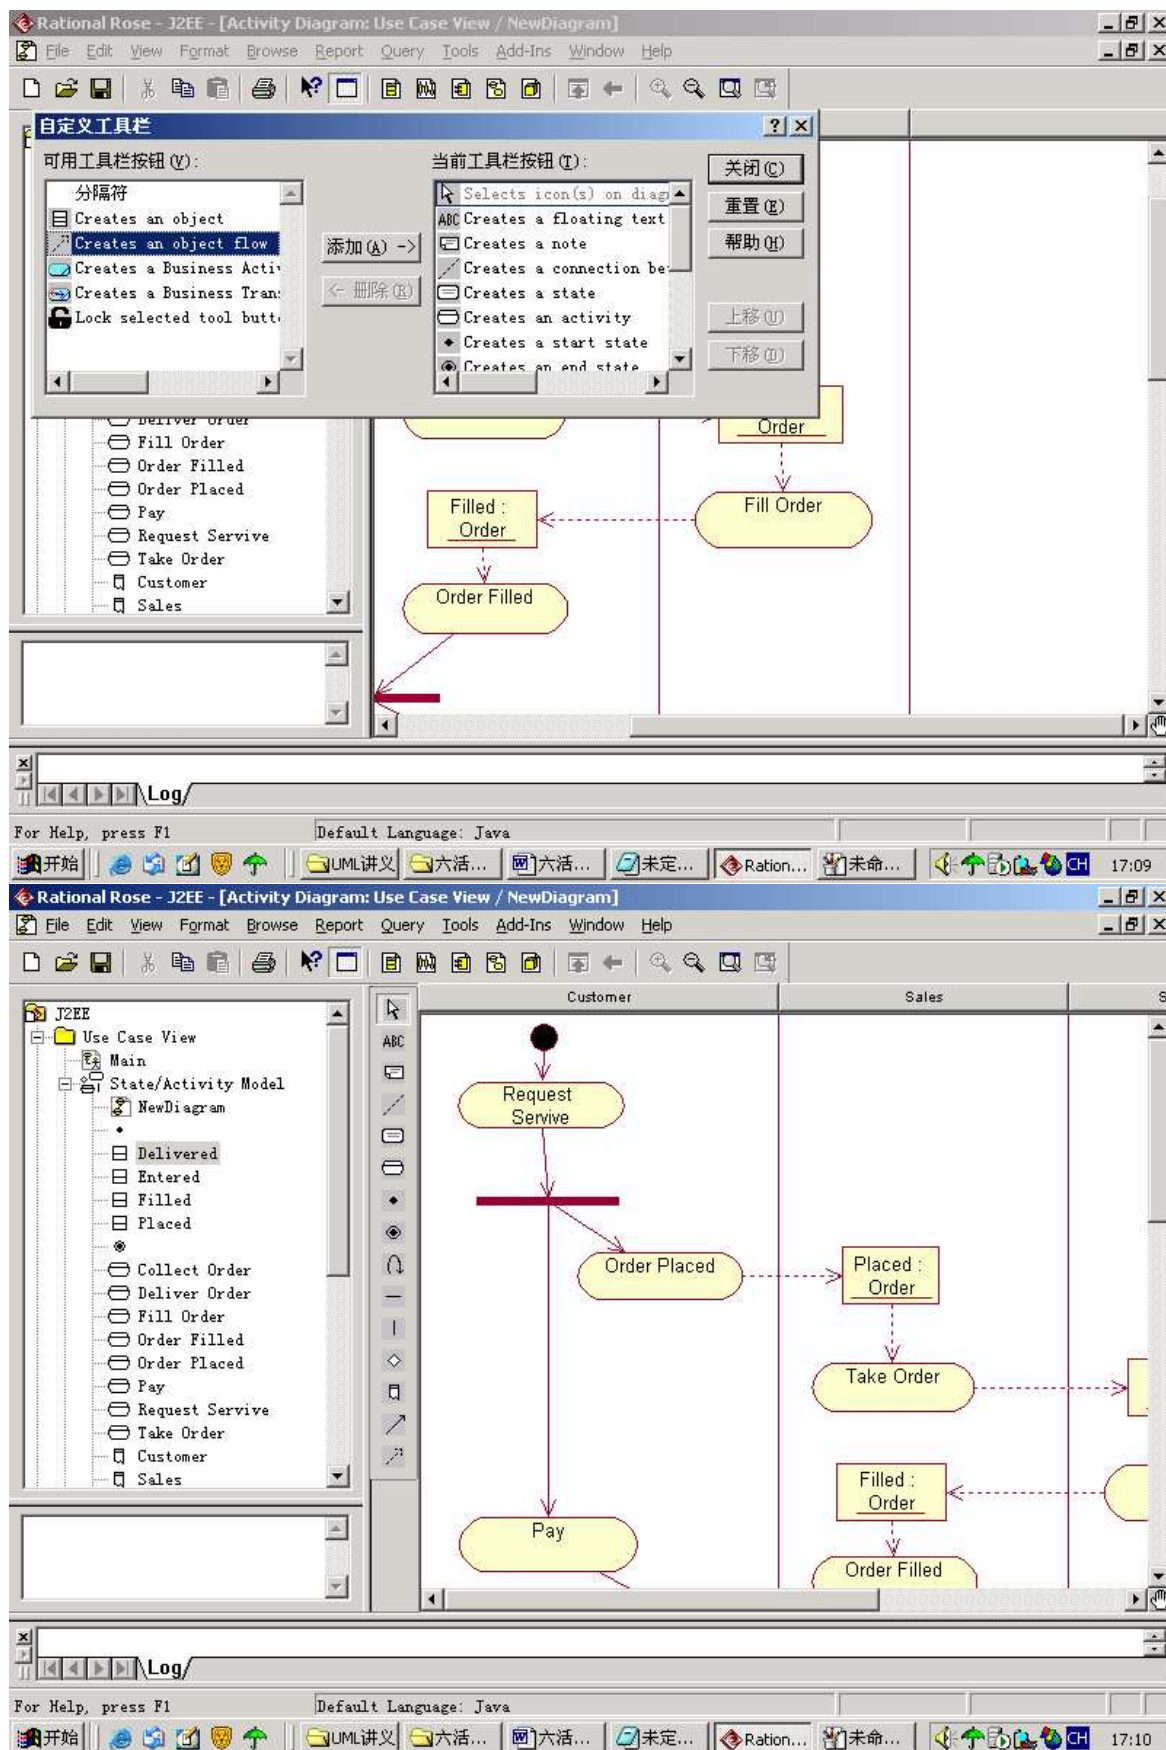 Rational Rose - J2EE - [Activity Diagram: Use Case View / NewDiagram]
File Edit View Format Browse Report Query Tools Add-Ins Window Help
自定义工具栏
可用工具栏按钮(V):
当前工具栏按钮(T):
分隔符
Creates an object
Creates an object flow
Creates a Business Activ
Creates a Business Trans
Lock selected tool butt
添加(A) ->
<- 删除(R)
Selects icon(s) on diag
ABC Creates a floating text
Creates a note
Creates a connection be
Creates a state
Creates an activity
Creates a start state
Creates an end state
关闭(C)
重置(E)
帮助(H)
上移(U)
下移(D)
Deliver Order
Fill Order
Order Filled
Order Placed
Pay
Request Servive
Take Order
Customer
Sales
Order
Fill Order
Filled :
Order
Order Filled
Log
For Help, press F1
Default Language: Java
开始
UML讲义
六活...
六活...
未定...
Ration...
未命...
CH
17:09
Rational Rose - J2EE - [Activity Diagram: Use Case View / NewDiagram]
File Edit View Format Browse Report Query Tools Add-Ins Window Help
J2EE
Use Case View
Main
State/Activity Model
NewDiagram
Delivered
Entered
Filled
Placed
Collect Order
Deliver Order
Fill Order
Order Filled
Order Placed
Pay
Request Servive
Take Order
Customer
Sales
ABC
Customer
Sales
S
Request
Servive
Order Placed
Placed :
Order
Take Order
Filled :
Order
Pay
Order Filled
Log
For Help, press F1
Default Language: Java
开始
UML讲义
六活...
六活...
未定...
Ration...
未命...
CH
17:10